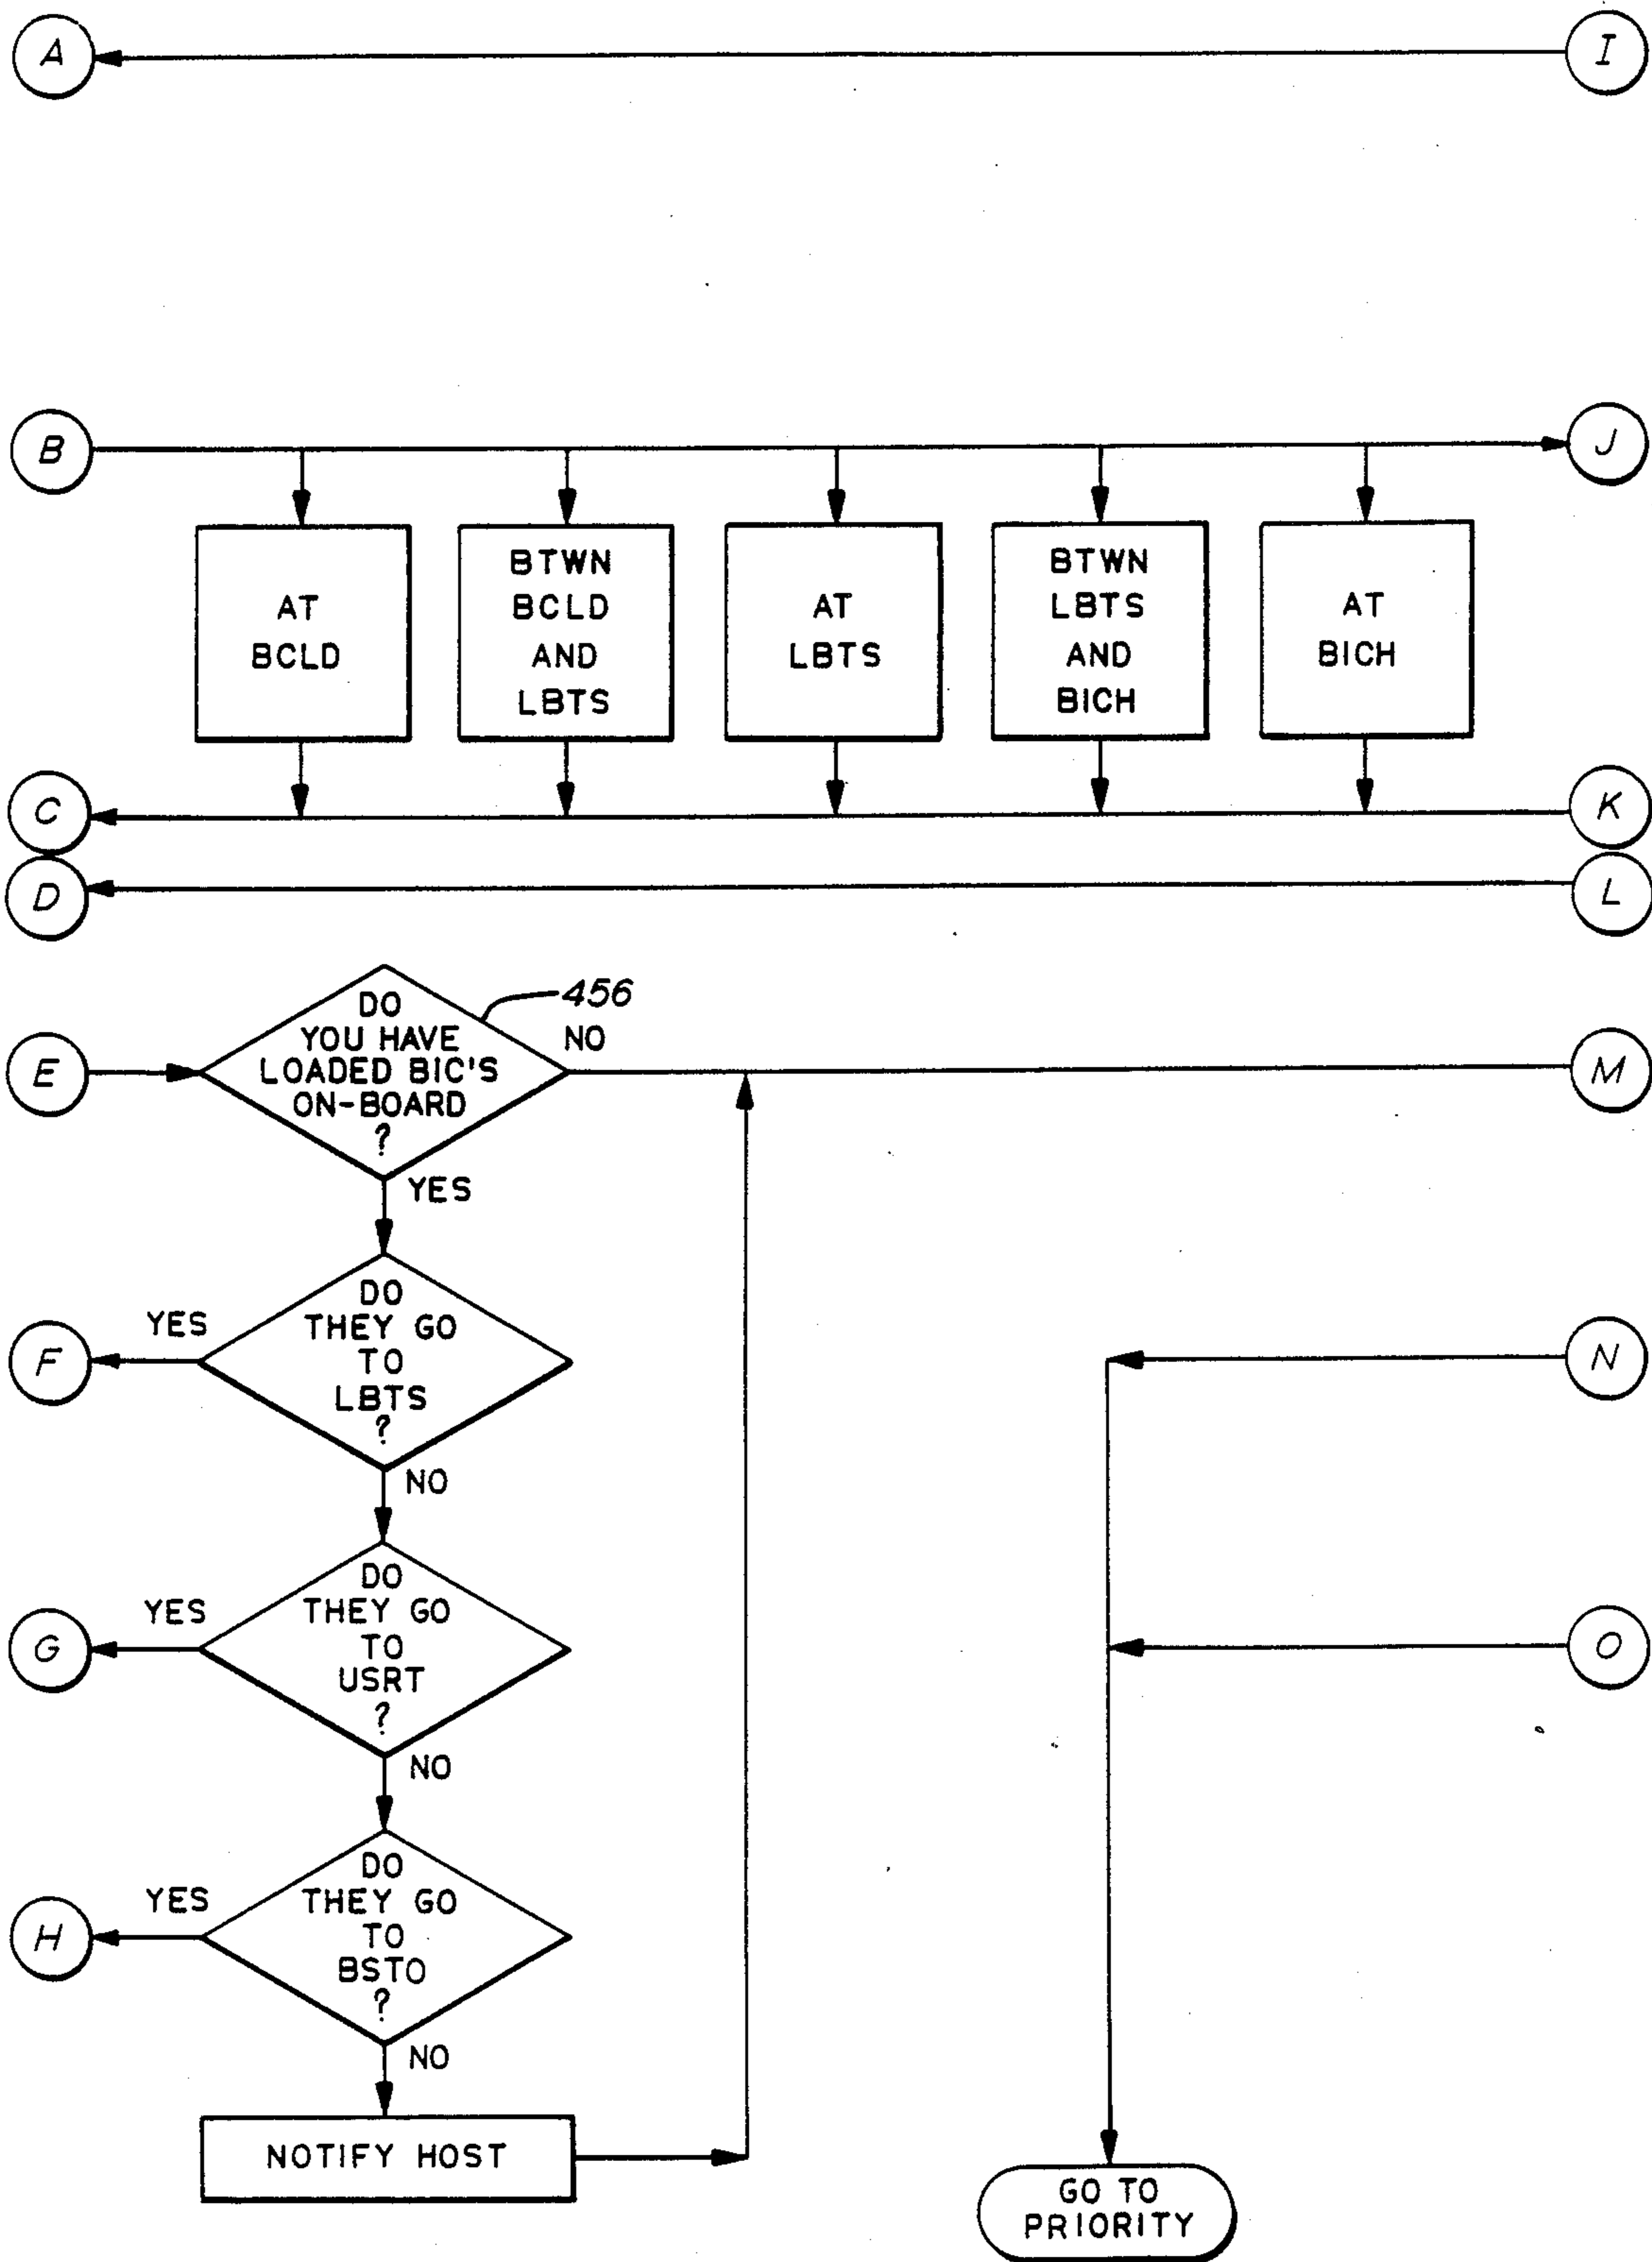 A
I
B
J
AT
BCLD
BTWN
BCLD
AND
LBTS
AT
LBTS
BTWN
LBTS
AND
BICH
AT
BICH
C
K
D
L
456
E
DO
YOU HAVE
LOADED BIC'S
ON-BOARD
?
NO
M
YES
F
YES
DO
THEY GO
TO
LBTS
?
N
NO
G
YES
DO
THEY GO
TO
USRT
?
O
NO
H
YES
DO
THEY GO
TO
BSTO
?
NO
NOTIFY HOST
GO TO
PRIORITY